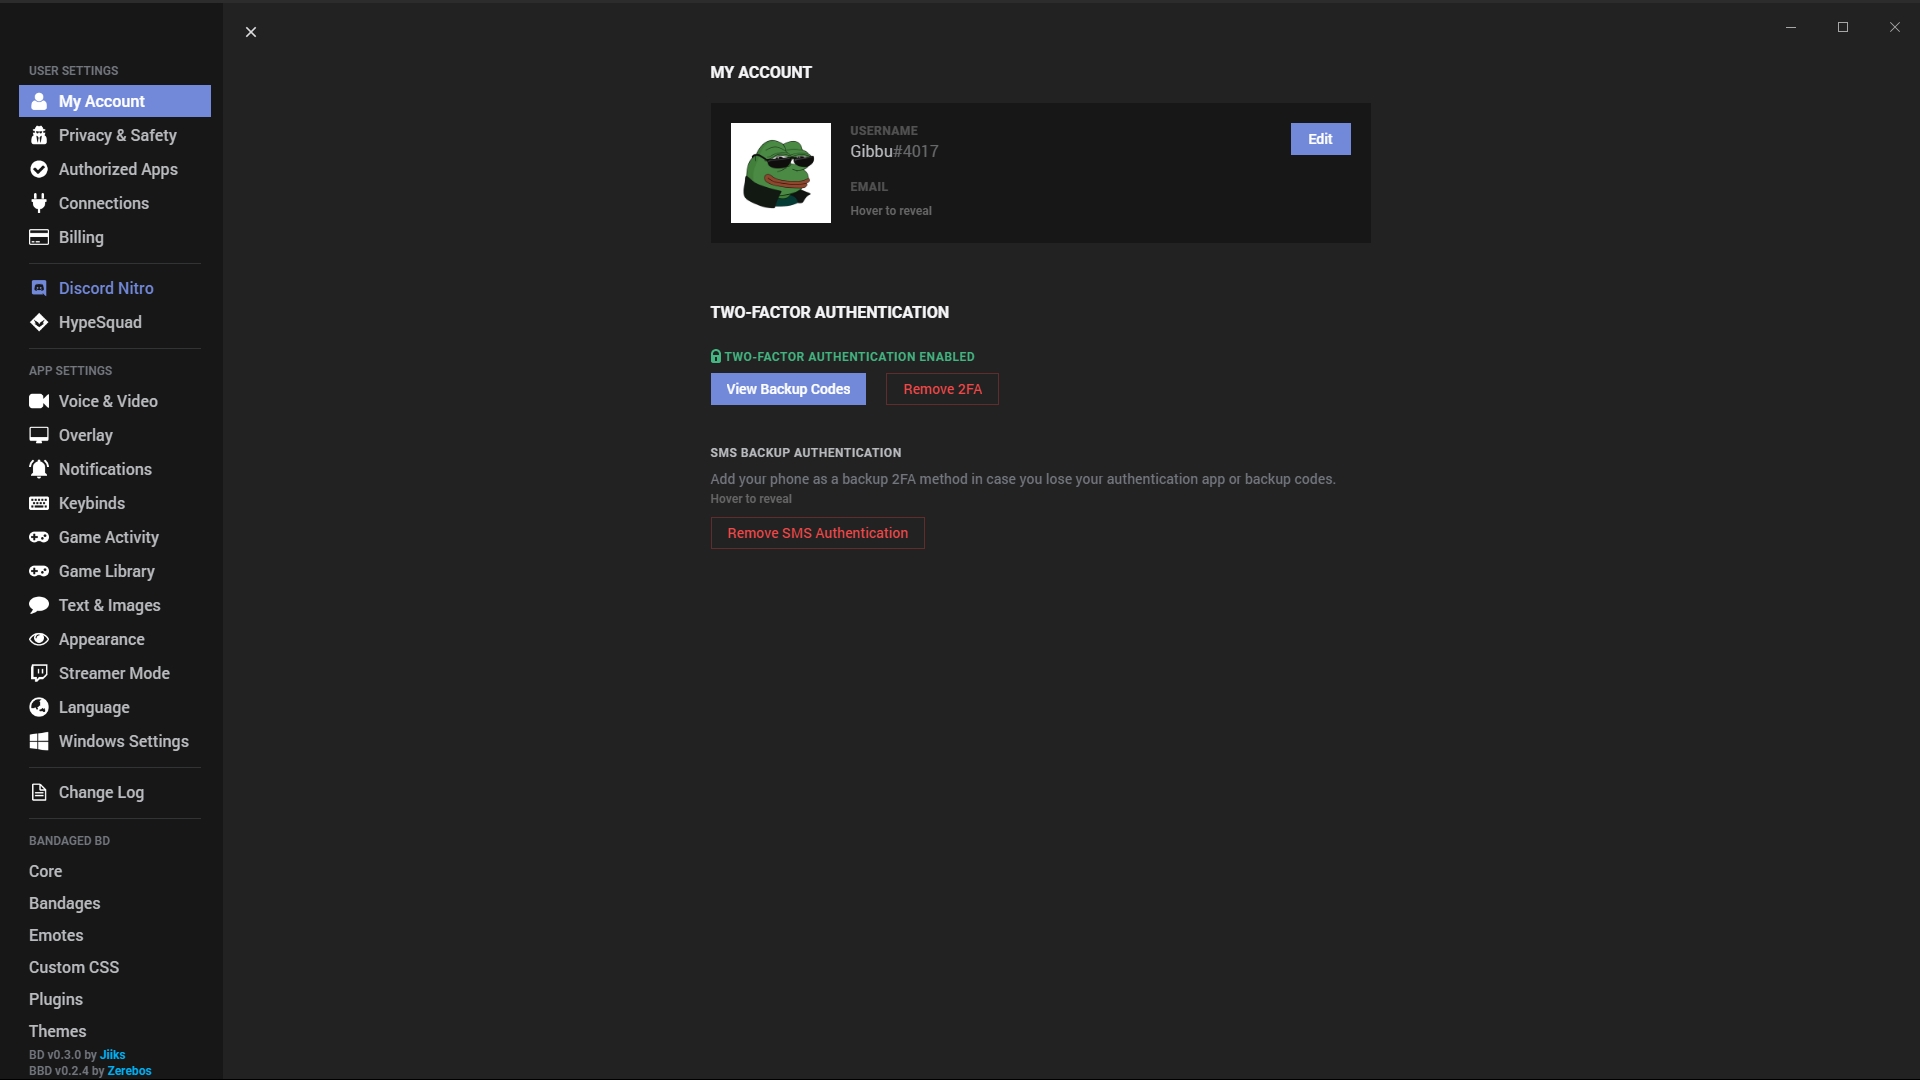 USER SETTINGS
My Account
Privacy & Safety
Authorized Apps
Connections
Billing
Discord Nitro
HypeSquad
APP SETTINGS
Voice & Video
Overlay
Notifications
Keybinds
Game Activity
Game Library
Text & Images
Appearance
Streamer Mode
Language
Windows Settings
Change Log
BANDAGED BD
Core
Bandages
Emotes
Custom CSS
Plugins
Themes
BD v0.3.0 by Jiiks
BBD v0.2.4 by Zerebos
MY ACCOUNT
USERNAME
Gibbu#4017
EMAIL
Hover to reveal
Edit
TWO-FACTOR AUTHENTICATION
TWO-FACTOR AUTHENTICATION ENABLED
View Backup Codes
Remove 2FA
SMS BACKUP AUTHENTICATION
Add your phone as a backup 2FA method in case you lose your authentication app or backup codes.
Hover to reveal
Remove SMS Authentication